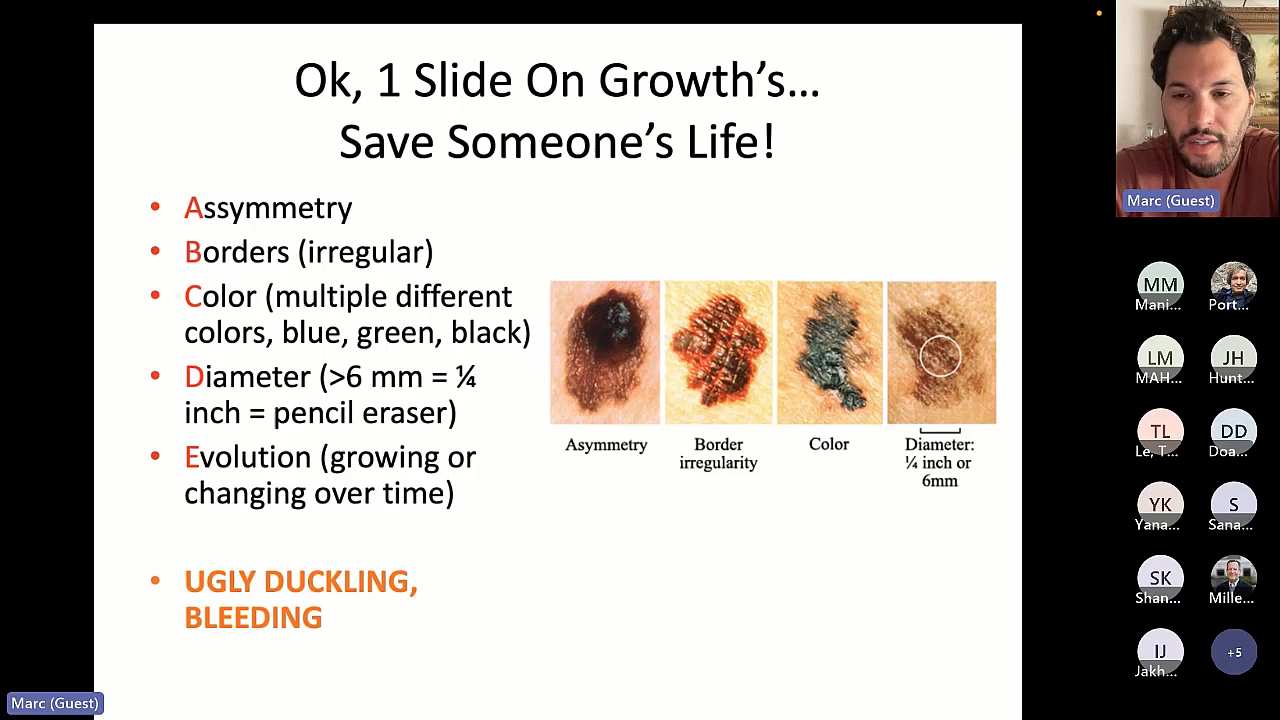 Ok, 1 Slide On Growth's...
Save Someone's Life!
• Assymmetry
• Borders (irregular)
• Color (multiple different
colors, blue, green, black)
• Diameter (>6 mm = ¼
inch = pencil eraser)
• Evolution (growing or
changing over time)
• UGLY DUCKLING,
BLEEDING
Asymmetry
Border
irregularity
Color
Diameter:
¼ inch or
6mm
Marc (Guest)
Marc (Guest)
MM
Mani...
Port...
LM
MAH...
JH
Hunt...
TL
Le, T...
DD
Doa...
YK
Yana...
S
Sana...
SK
Shan...
Mille...
IJ
Jakh...
+5